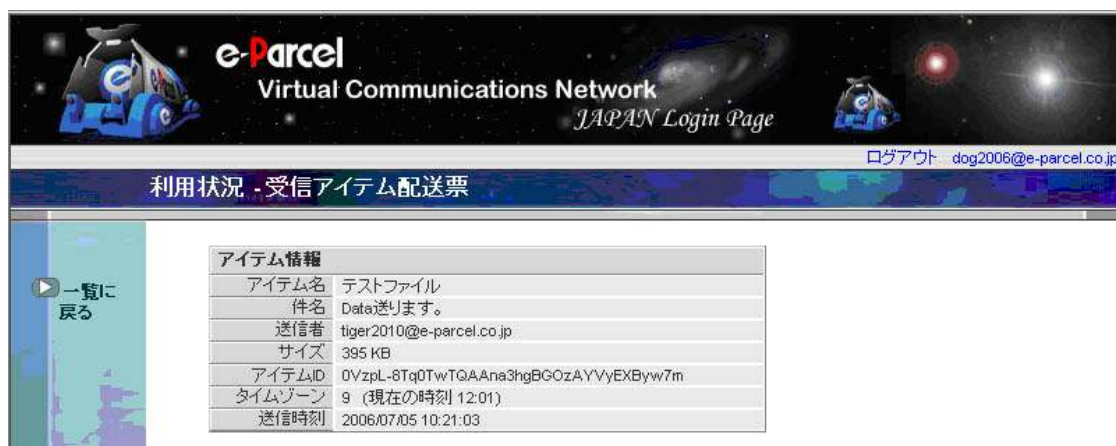 e-Parcel
Virtual Communications Network
JAPAN Login Page
ログアウト dog2006@e-parcel.co.jp
利用状況 - 受信アイテム配送票
一覧に
戻る
アイテム情報
アイテム名 テストファイル
件名 Data送ります。
送信者 tiger2010@e-parcel.co.jp
サイズ 395 KB
アイテムID 0VzpL-8Tq0TwTQAAna3hgBGOzAYVyEXByw7m
タイムゾーン 9 (現在の時刻 12:01)
送信時刻 2006/07/05 10:21:03